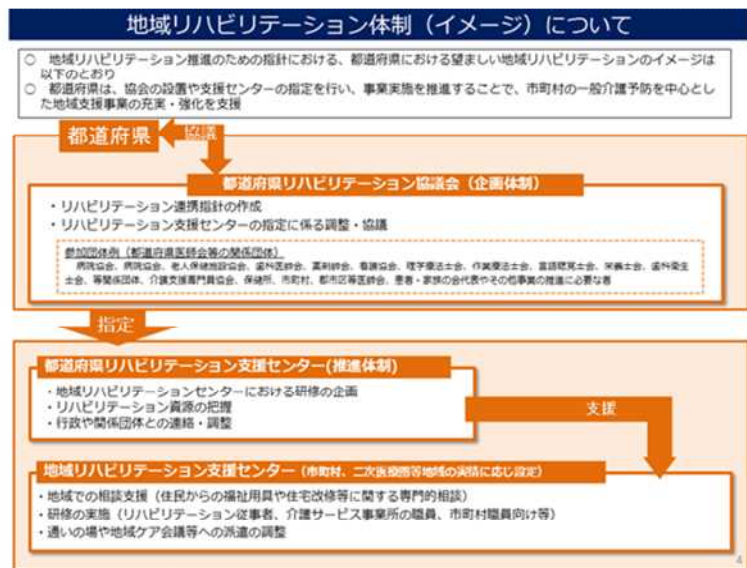 地域リハビリテーション体制（イメージ）について
○　地域リハビリテーション推進のための指針における、都道府県における望ましい地域リハビリテーションのイメージは
以下のとおり
○　都道府県は、協会の設置や支援センターの指定を行い、事業実施を推進することで、市町村の一般介護予防を中心とし
た地域支援事業の充実・強化を支援
都道府県
協議
都道府県リハビリテーション協議会（企画体制）
・リハビリテーション連携指針の作成
・リハビリテーション支援センターの指定に係る調整・協議
参加団体例（都道府県医師会等の関係団体）
病院協会、病院協会、老人保健施設協会、歯科医師会、薬剤師会、看護協会、理学療法士会、作業療法士会、言語聴覚士会、栄養士会、歯科衛生
士会、等関係団体、介護支援専門員協会、保健所、市町村、都市区等医師会、患者・家族の会代表やその他事業の推進に必要な者
指定
都道府県リハビリテーション支援センター(推進体制)
・地域リハビリテーションセンターにおける研修の企画
・リハビリテーション資源の把握
・行政や関係団体との連絡・調整
支援
地域リハビリテーション支援センター（市町村、二次医療圏等地域の実情に応じ設定）
・地域での相談支援（住民からの福祉用具や住宅改修等に関する専門的相談）
・研修の実施（リハビリテーション従事者、介護サービス事業所の職員、市町村職員向け等）
・通いの場や地域ケア会議等への派遣の調整
4